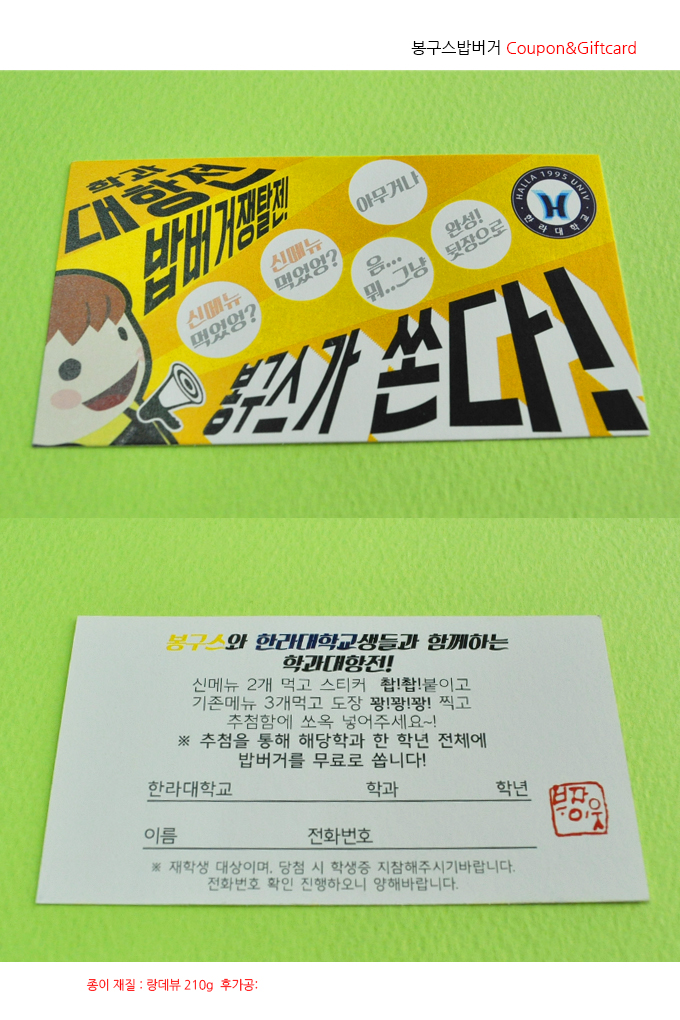 봉구스밥버거 Coupon&Giftcard
학과
대항전
밥버거쟁탈전!
아무거나
신메뉴
먹었엉?
음...
뭐..그냥
완성!
뒷장으로
신메뉴
먹었엉?
HALLA 1995 UNIV
한라대학교
봉구스가 쏜다!
봉구스와 한라대학교생들과 함께하는
학과대항전!
신메뉴 2개 먹고 스티커 촵!촵!붙이고
기존메뉴 3개먹고 도장 꽝!꽝!꽝! 찍고
추첨함에 쏘옥 넣어주세요~!
※ 추첨을 통해 해당학과 한 학년 전체에
밥버거를 무료로 쏩니다!
한라대학교 학과 학년
이름 전화번호
※ 재학생 대상이며, 당첨 시 학생증 지참해주시기바랍니다.
전화번호 확인 진행하오니 양해바랍니다.
종이 재질 : 랑데뷰 210g 후가공: